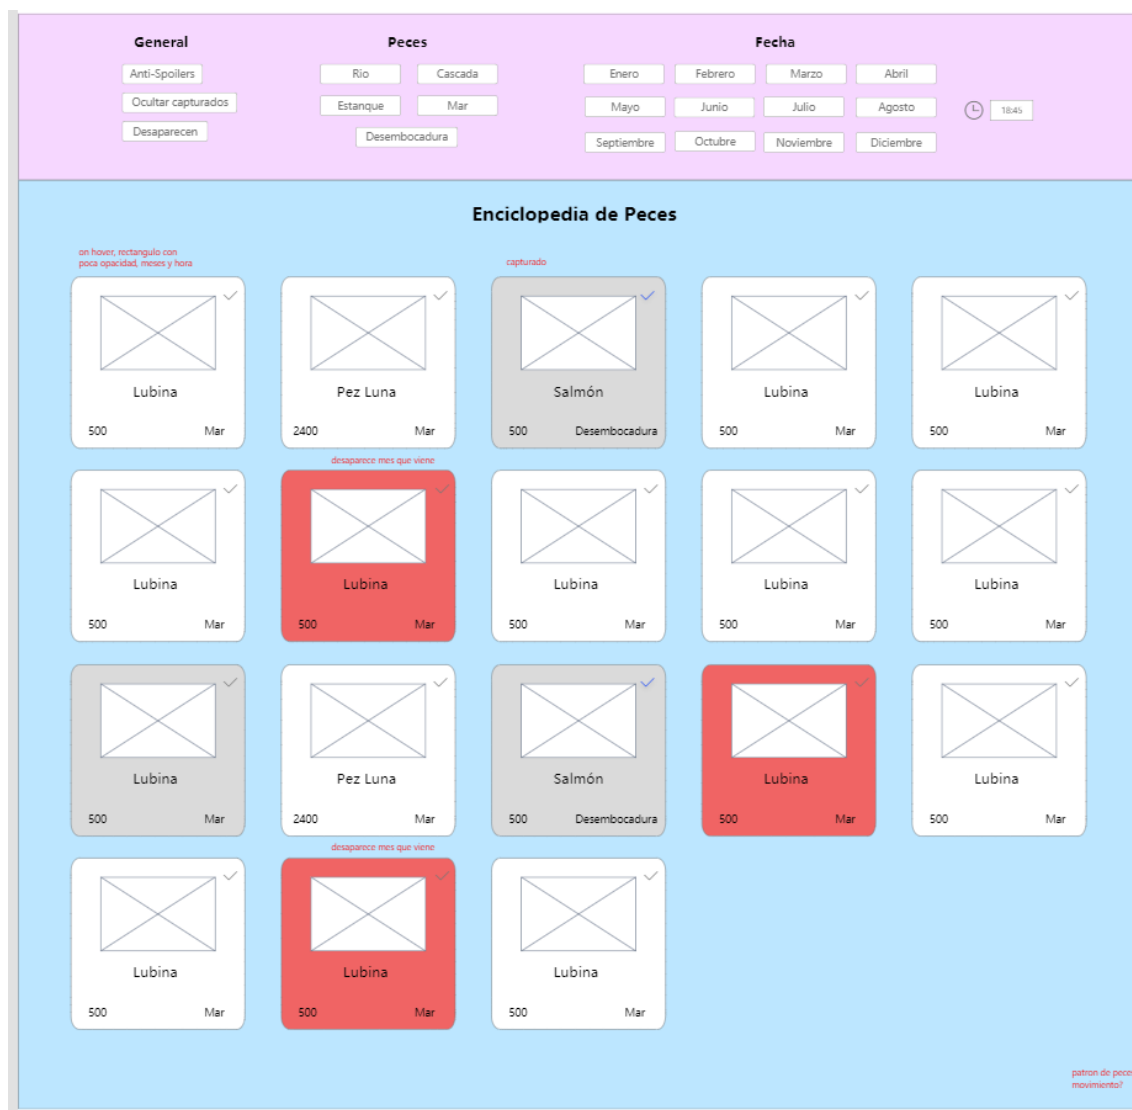 General
Peces
Fecha
Anti-Spoilers
Rio
Cascada
Enero
Febrero
Marzo
Abril
Ocultar capturados
Estanque
Mar
Mayo
Junio
Julio
Agosto
18:45
Desaparecen
Desembocadura
Septiembre
Octubre
Noviembre
Diciembre
Enciclopedia de Peces
on hover, rectangulo con
poca opacidad, meses y hora
capturado
Lubina
Pez Luna
Salmón
Lubina
Lubina
500 Mar
2400 Mar
500 Desembocadura
500 Mar
500 Mar
desaparece mes que viene
Lubina
Lubina
Lubina
Lubina
Lubina
500 Mar
500 Mar
500 Mar
500 Mar
500 Mar
Lubina
Pez Luna
Salmón
Lubina
Lubina
500 Mar
2400 Mar
500 Desembocadura
500 Mar
500 Mar
desaparece mes que viene
Lubina
Lubina
Lubina
500 Mar
500 Mar
500 Mar
patron de pece
movimiento?